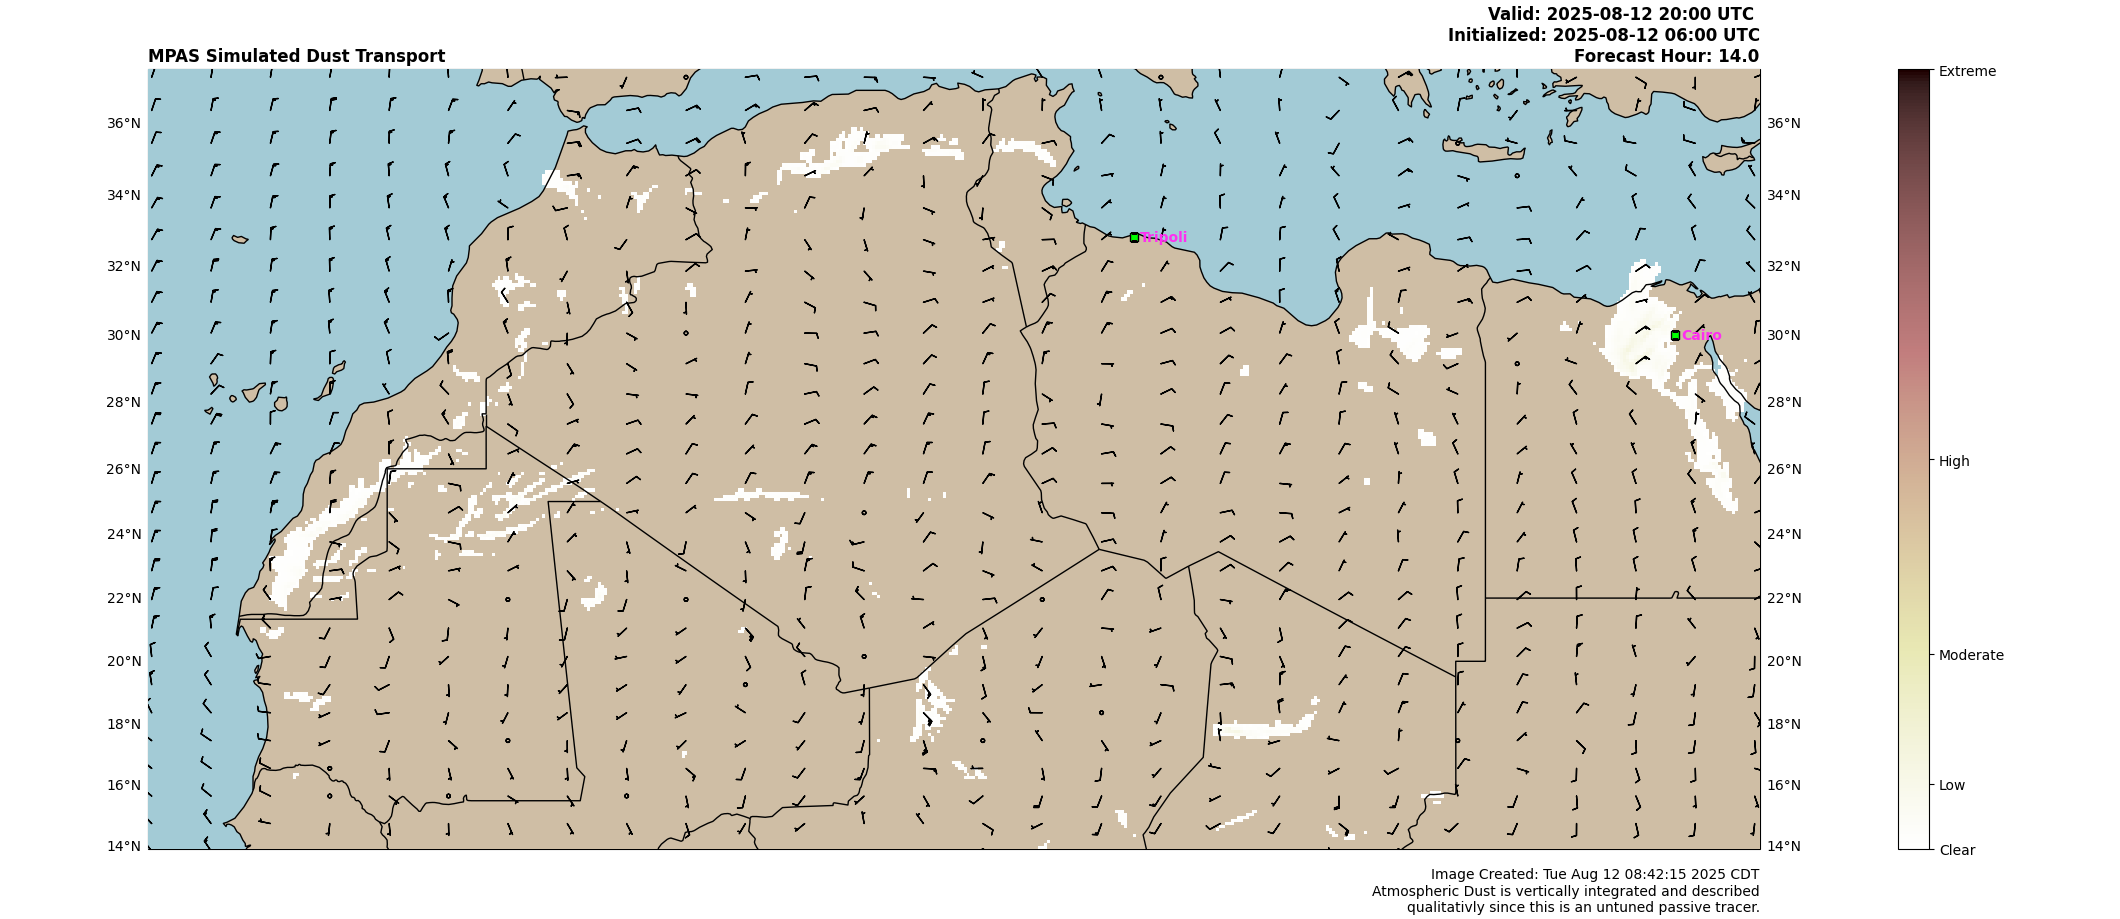 Valid: 2025-08-12 20:00 UTC
Initialized: 2025-08-12 06:00 UTC
MPAS Simulated Dust Transport
Forecast Hour: 14.0
Extreme
36°N
36°N
34°N
34°N
Tripoli
32°N
32°N
30°N
Cairo
30°N
28°N
28°N
26°N
26°N
High
24°N
24°N
22°N
22°N
20°N
20°N
Moderate
18°N
18°N
16°N
16°N
Low
14°N
14°N
Clear
Image Created: Tue Aug 12 08:42:15 2025 CDT
Atmospheric Dust is vertically integrated and described
qualitativly since this is an untuned passive tracer.